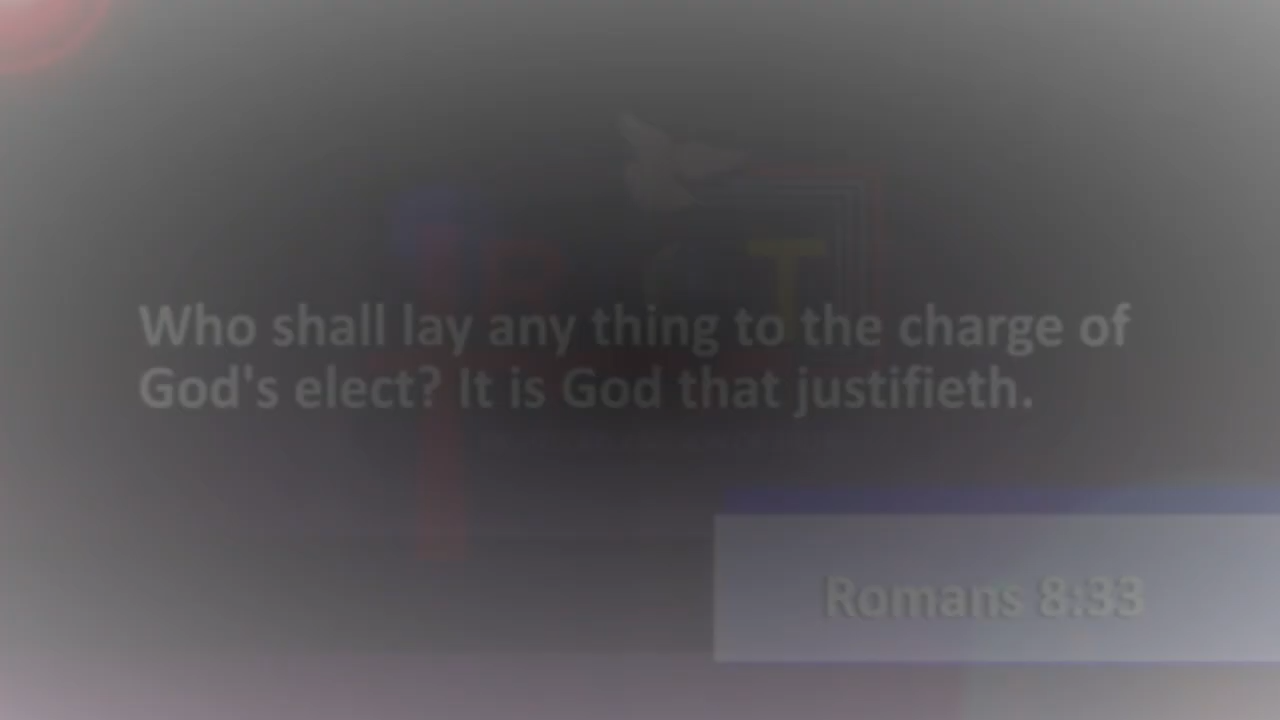 T
Who shall lay any thing to the charge of
God's elect? It is God that justifieth.
Romans 8:33